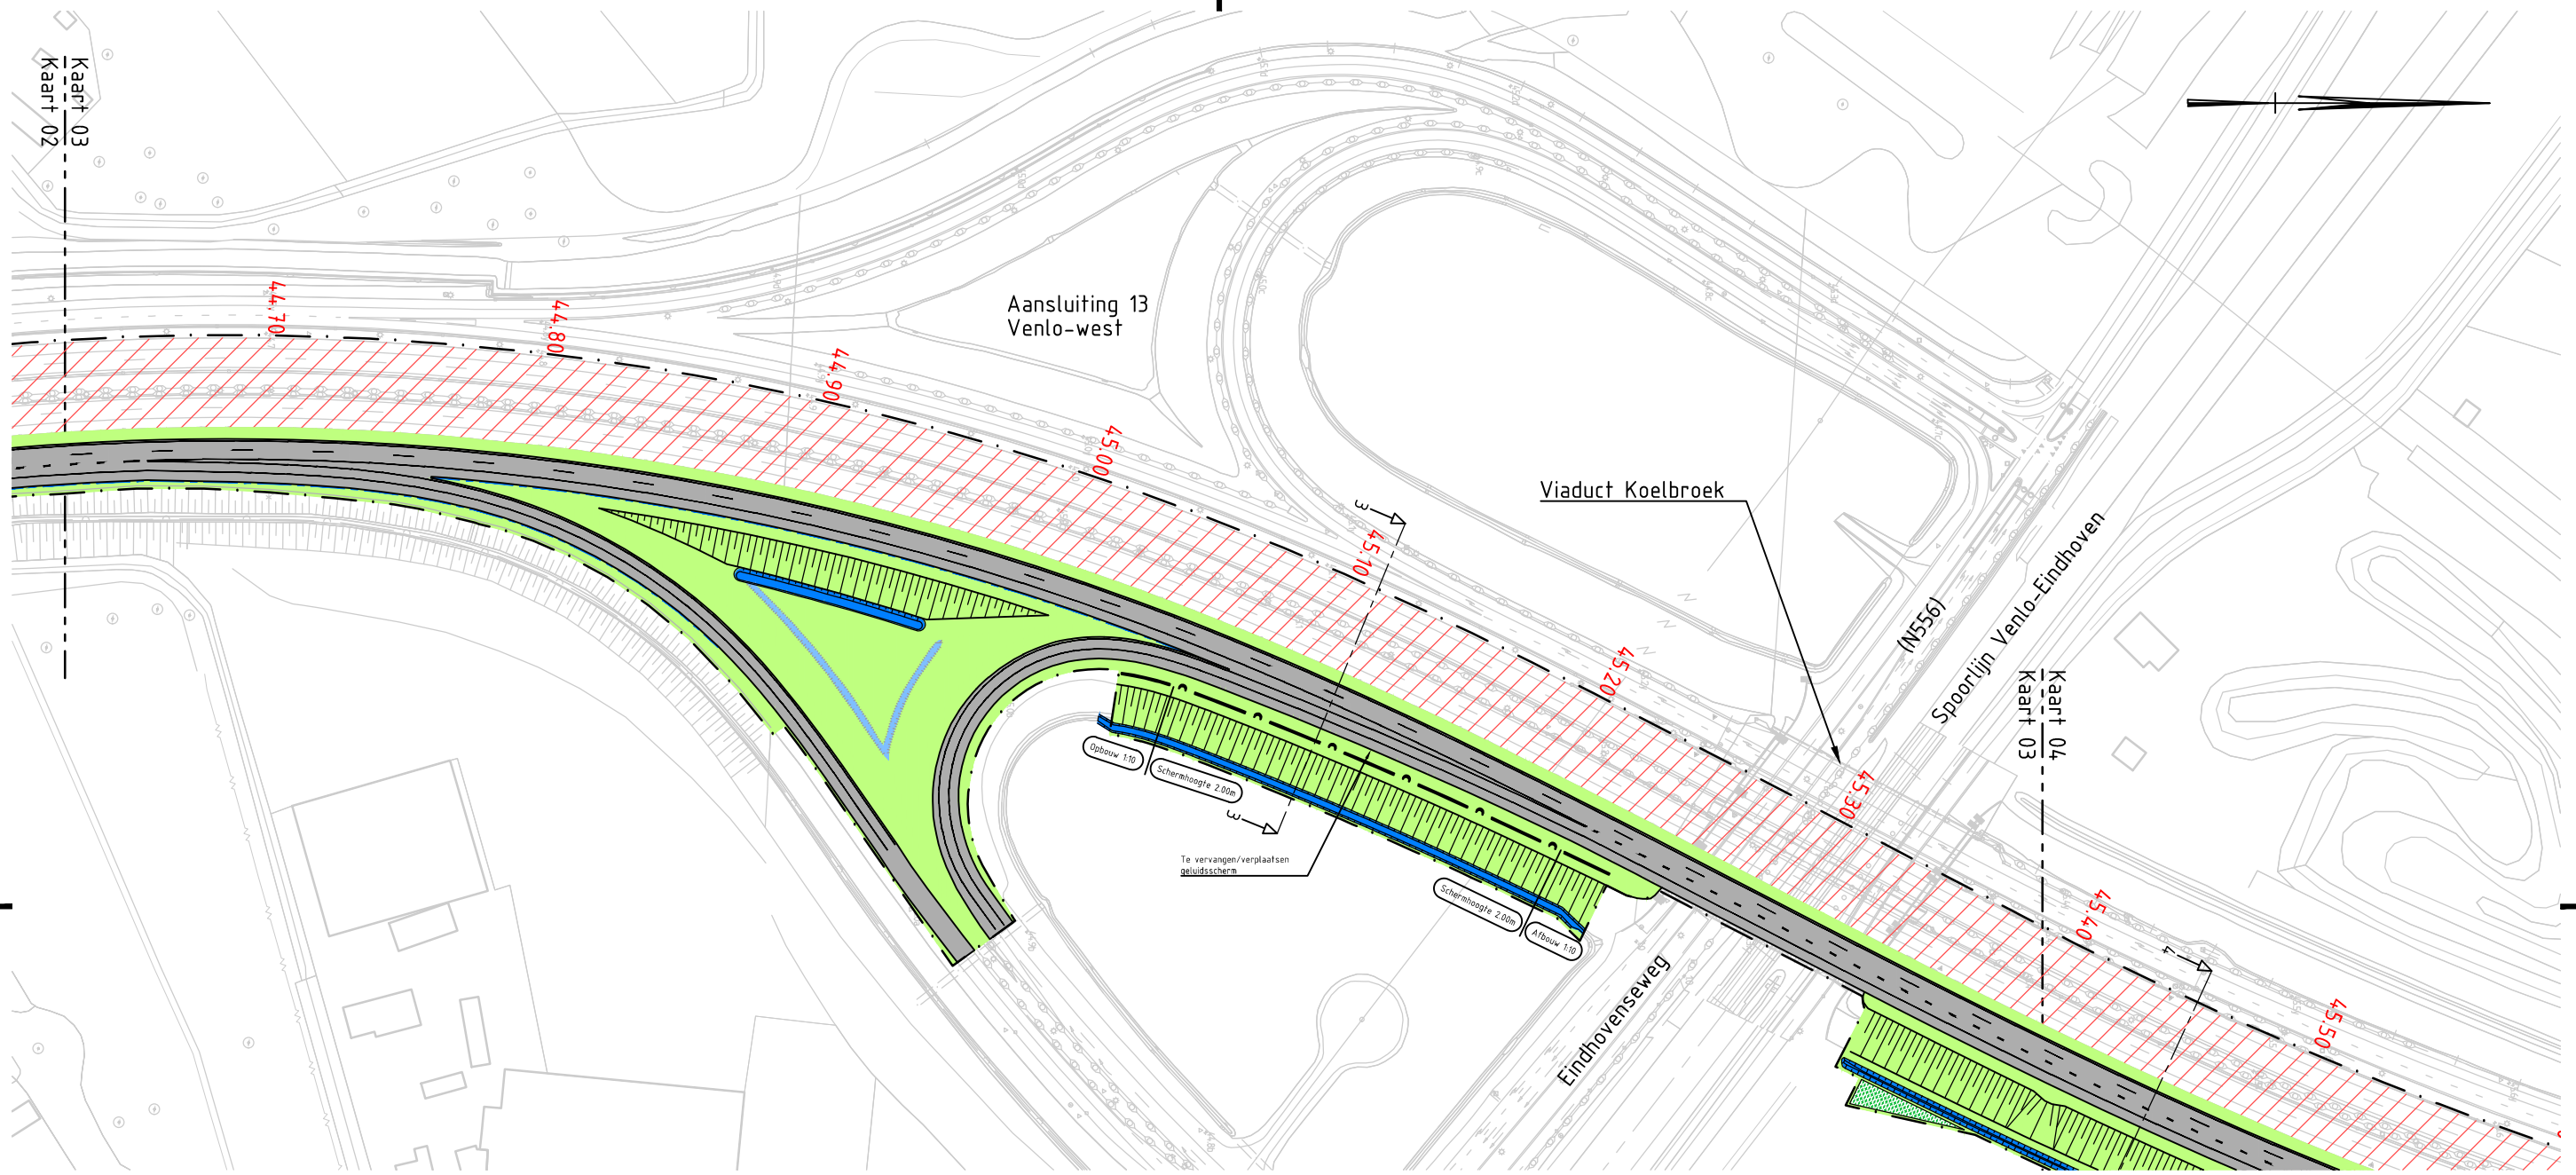 Kaart 03
Kaart 02
44.70
44.80
44.90
45.00
45.10
45.20
45.30
45.40
45.50
Aansluiting 13
Venlo-west
Viaduct Koelbroek
(N556)
Spoorlijn Venlo-Eindhoven
Kaart 04
Kaart 03
3
3
4
Opbouw 1:10
Schermhoogte 2.00m
Te vervangen/verplaatsen
geluidsscherm
Schermhoogte 2.00m
Afbouw 1:10
Eindhovenseweg